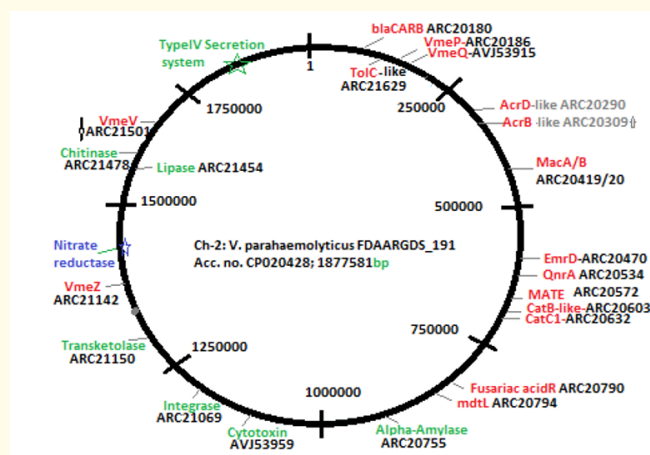 blaCARB ARC20180
VmeP-ARC20186
VmeQ-AVJ53915
TolC-like
ARC21629
1
250000
AcrD-like ARC20290
AcrB-like ARC20309
MacA/B
ARC20419/20
500000
EmrD-ARC20470
QnrA-ARC20534
MATE ARC20572
CatB-like-ARC20603
CatC1-ARC20632
750000
Fusaric acidR ARC20790
mdtL ARC20794
Alpha-Amylase
ARC20755
1000000
Cytotoxin
AVJ53959
Integrase
ARC21069
1250000
Transketolase
ARC21150
VmeZ
ARC21142
Nitrate
reductase
1500000
Lipase ARC21454
Chitinase
ARC21478
VmeV
ARC21501
1750000
TypeIV Secretion
system
Ch-2: V. parahaemolyticus FDAARGDS_191
Acc. no. CP020428; 1877581bp